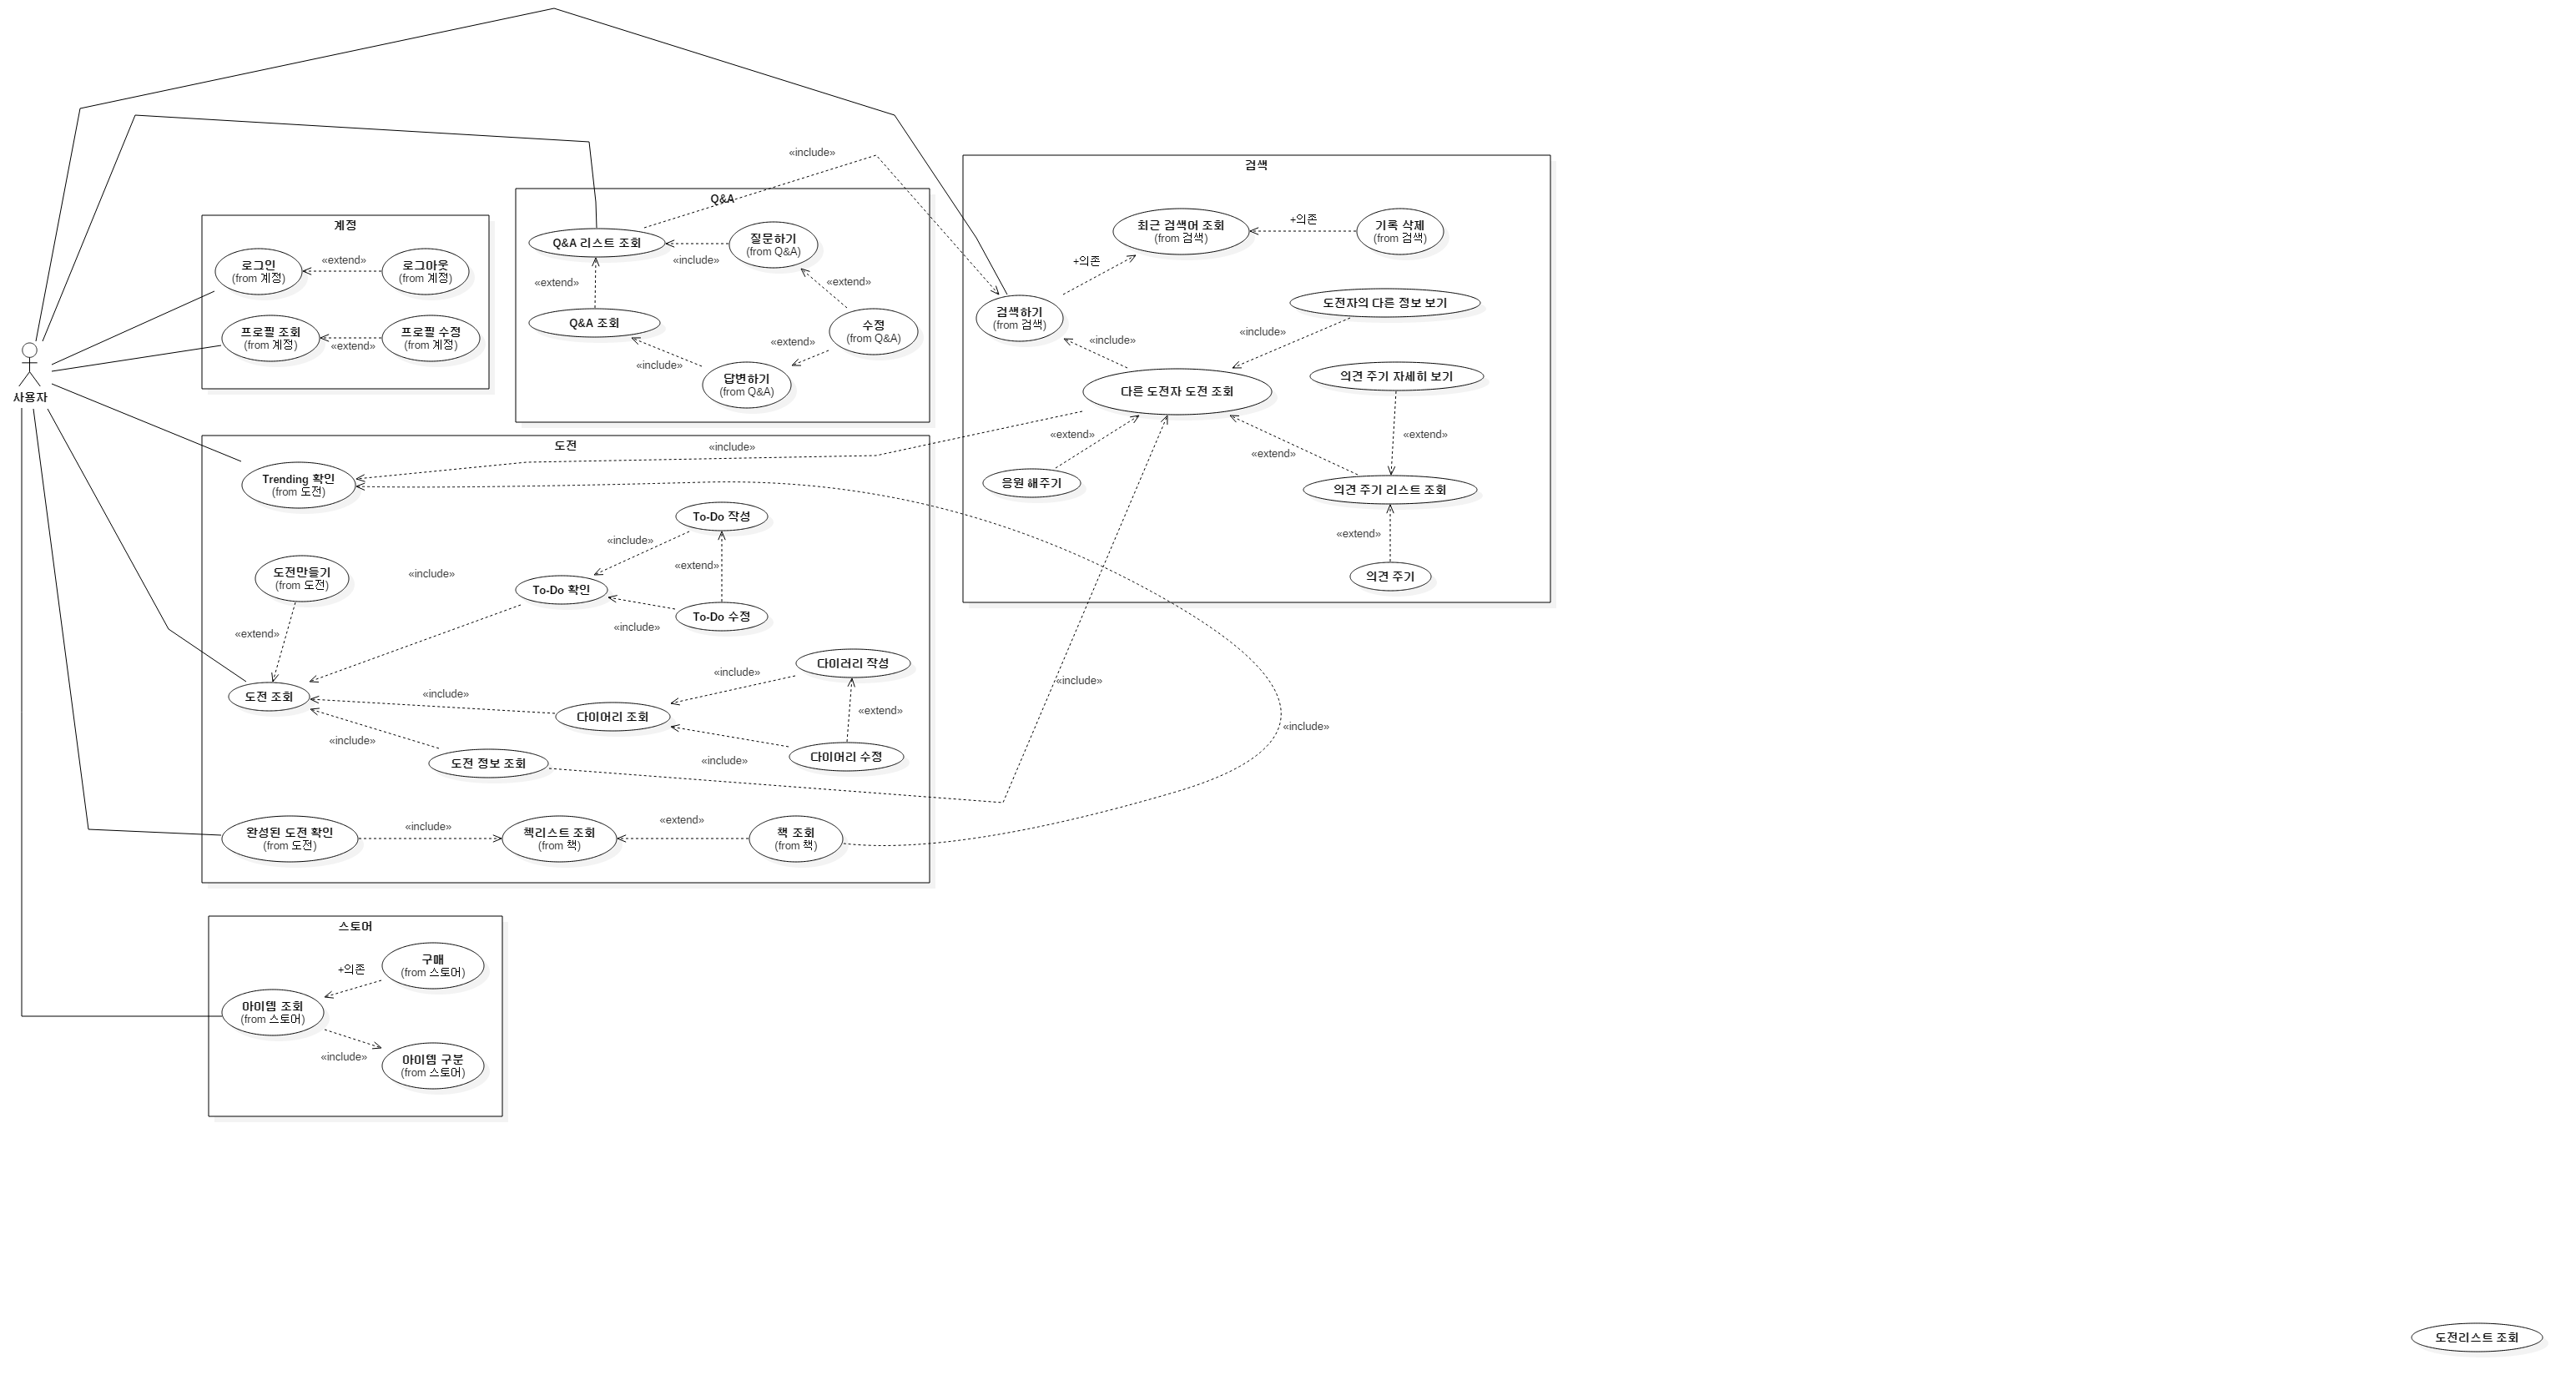 «include»
검색
Q&A
최근 검색어 조회
(from 검색)
+의존
기록 삭제
(from 검색)
계정
Q&A 리스트 조회
질문하기
(from Q&A)
«include»
로그인
(from 계정)
«extend»
로그아웃
(from 계정)
«extend»
«extend»
+의존
검색하기
(from 검색)
도전자의 다른 정보 보기
Q&A 조회
수정
(from Q&A)
프로필 조회
(from 계정)
«extend»
프로필 수정
(from 계정)
«extend»
«include»
«include»
«include»
답변하기
(from Q&A)
사용자
다른 도전자 도전 조회
의견 주기 자세히 보기
도전
«include»
«extend»
«extend»
«extend»
Trending 확인
(from 도전)
응원 해주기
의견 주기 리스트 조회
To-Do 작성
«include»
«extend»
«extend»
도전만들기
(from 도전)
«include»
To-Do 확인
의견 주기
To-Do 수정
«include»
«extend»
다이러리 작성
«include»
«include»
도전 조회
«include»
다이머리 조회
«extend»
«include»
«include»
도전 정보 조회
«include»
다이머리 수정
완성된 도전 확인
(from 도전)
«include»
첵리스트 조회
(from 책)
«extend»
책 조회
(from 책)
스토어
+의존
구매
(from 스토어)
아이템 조회
(from 스토어)
«include»
아이템 구분
(from 스토어)
도전리스트 조회